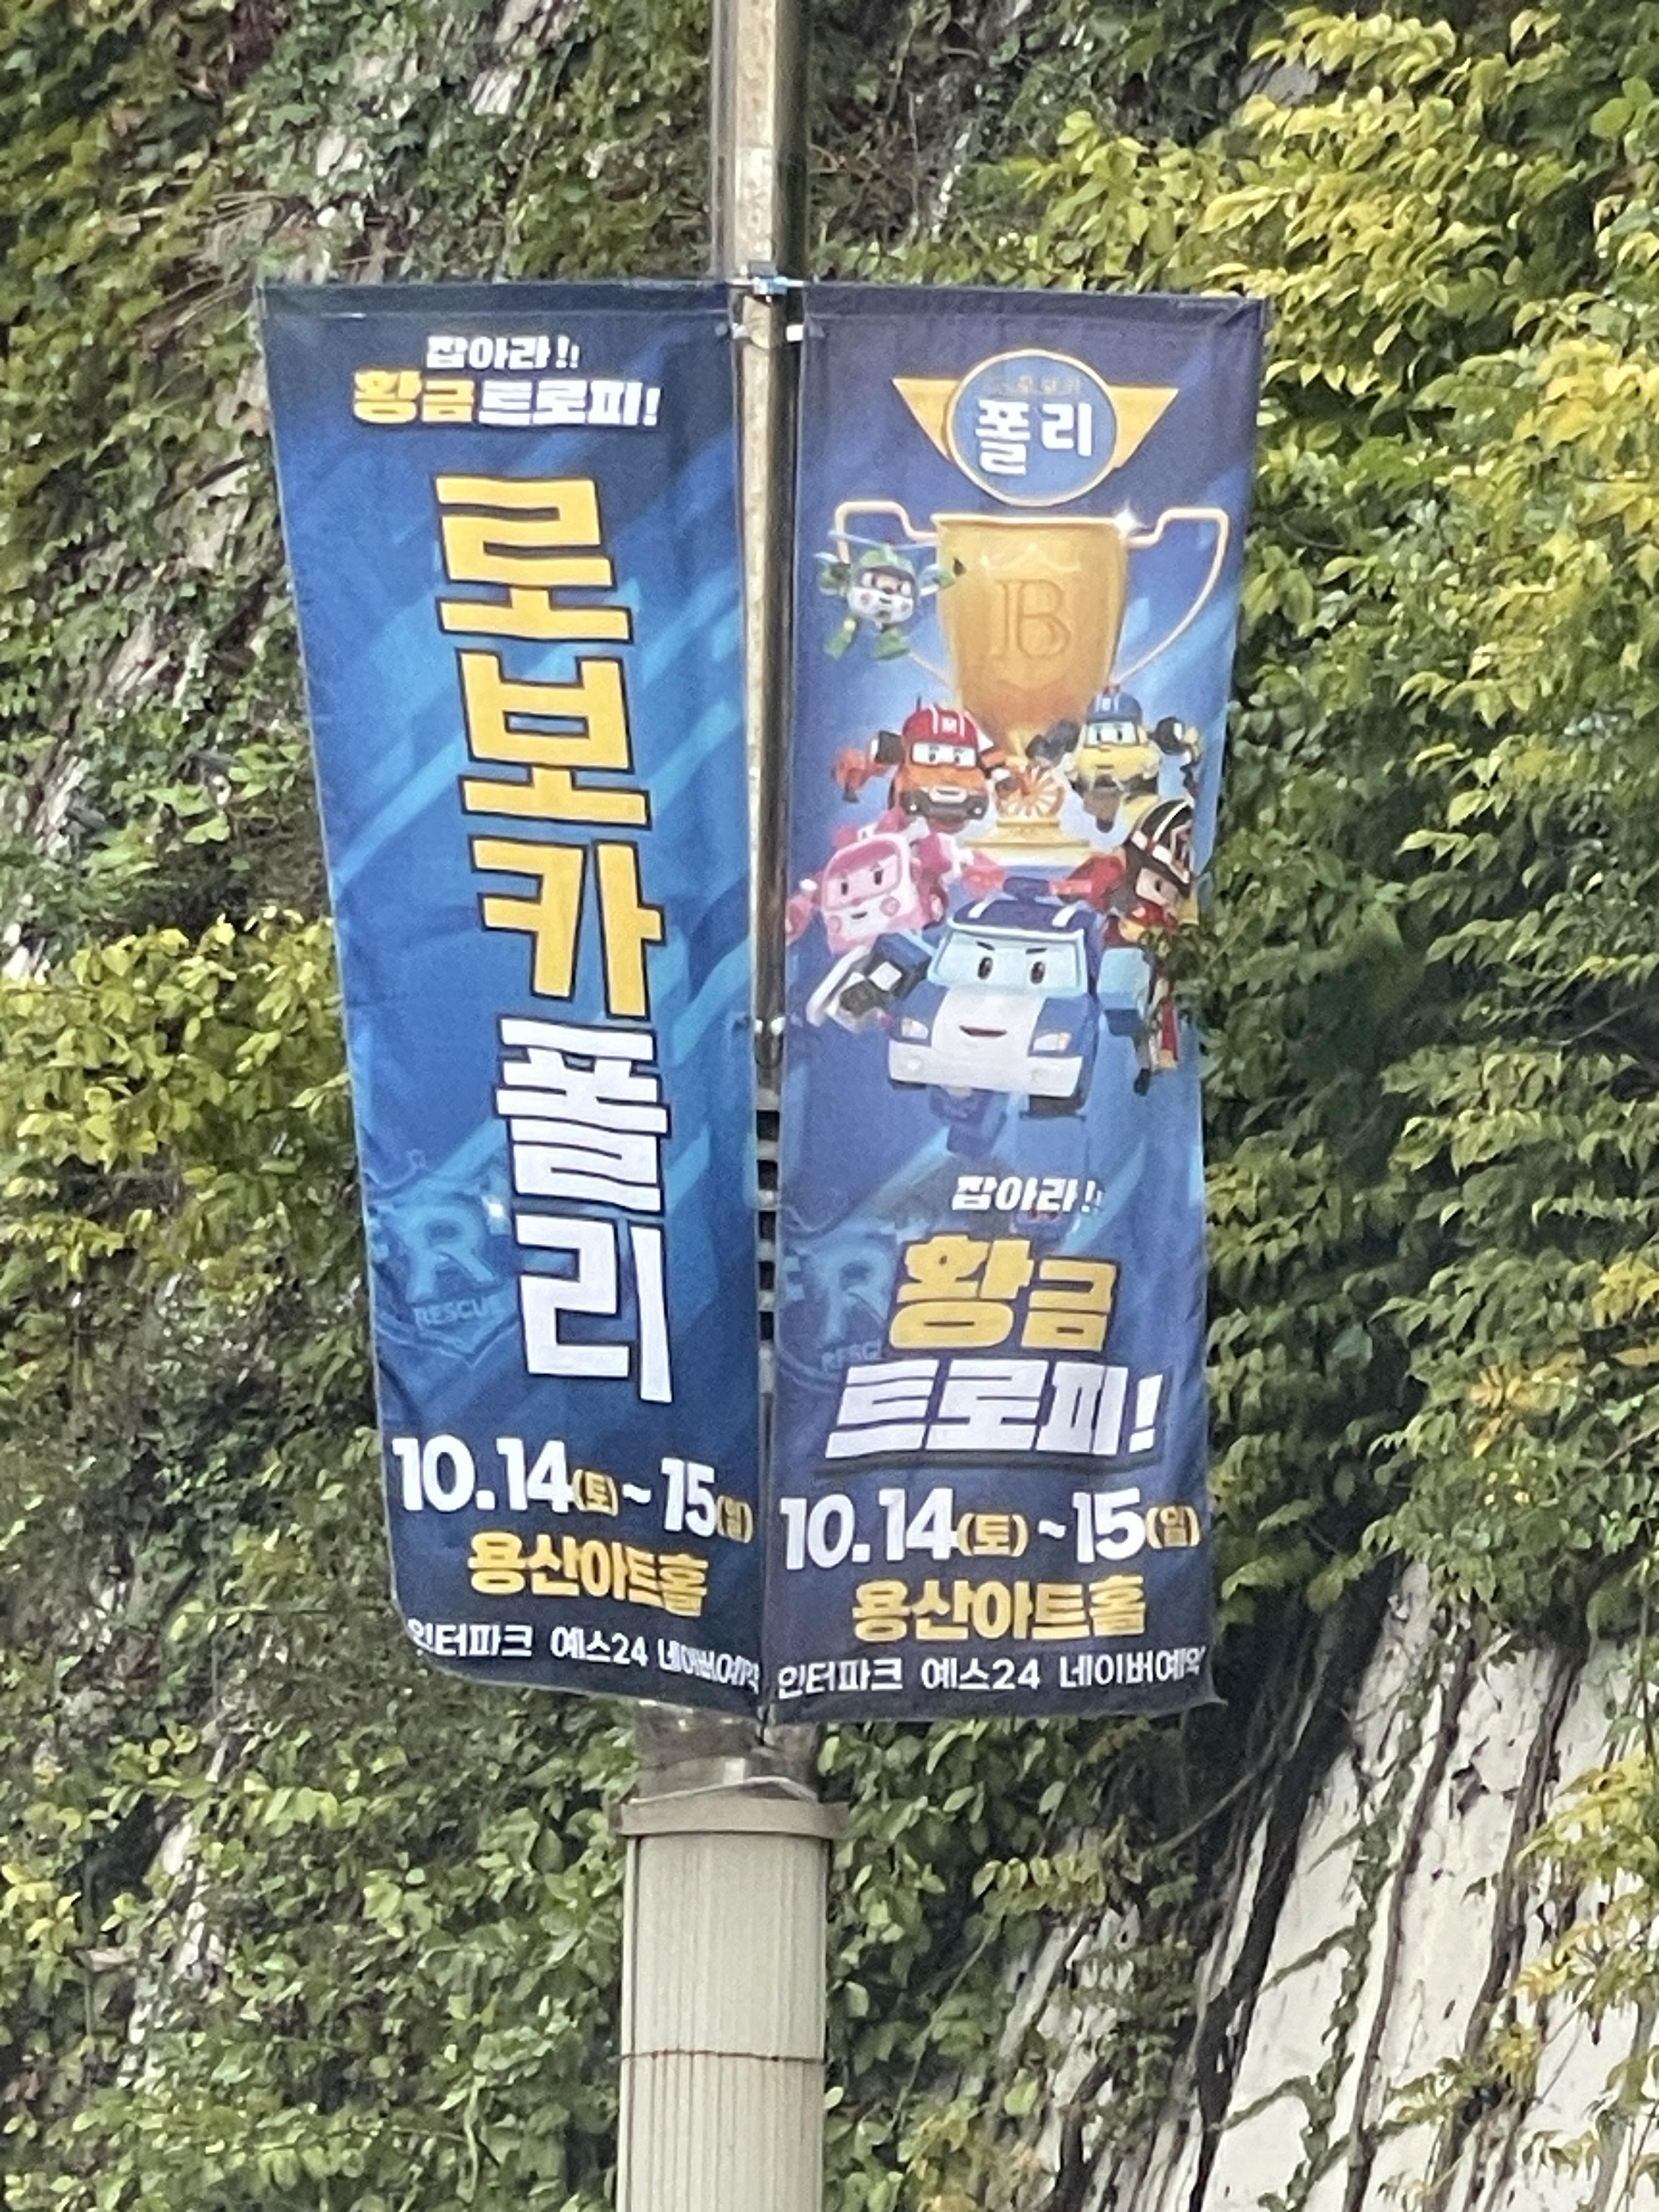 잡아라!!
황금트로피!
로보카폴리
R
RESCUE
10.14(토)~15(일)
용산아트홀
인터파크 예스24 네이버예약
폴리
B
잡아라!!
황금
트로피!
R
10.14(토)~15(일)
용산아트홀
인터파크 예스24 네이버예약